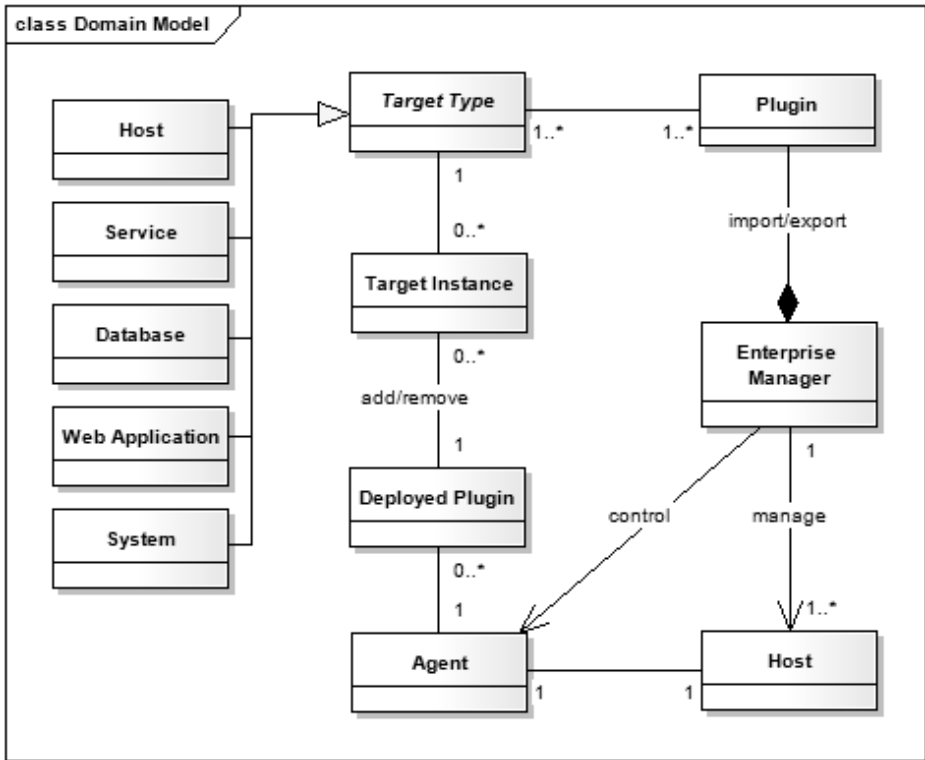 class Domain Model
Host
Service
Database
Web Application
System
Target Type
1..*
1..*
Plugin
1
0..*
import/export
Target Instance
0..*
add/remove
1
Enterprise
Manager
1
Deployed Plugin
0..*
1
control
manage
1..*
Agent
1
1
Host